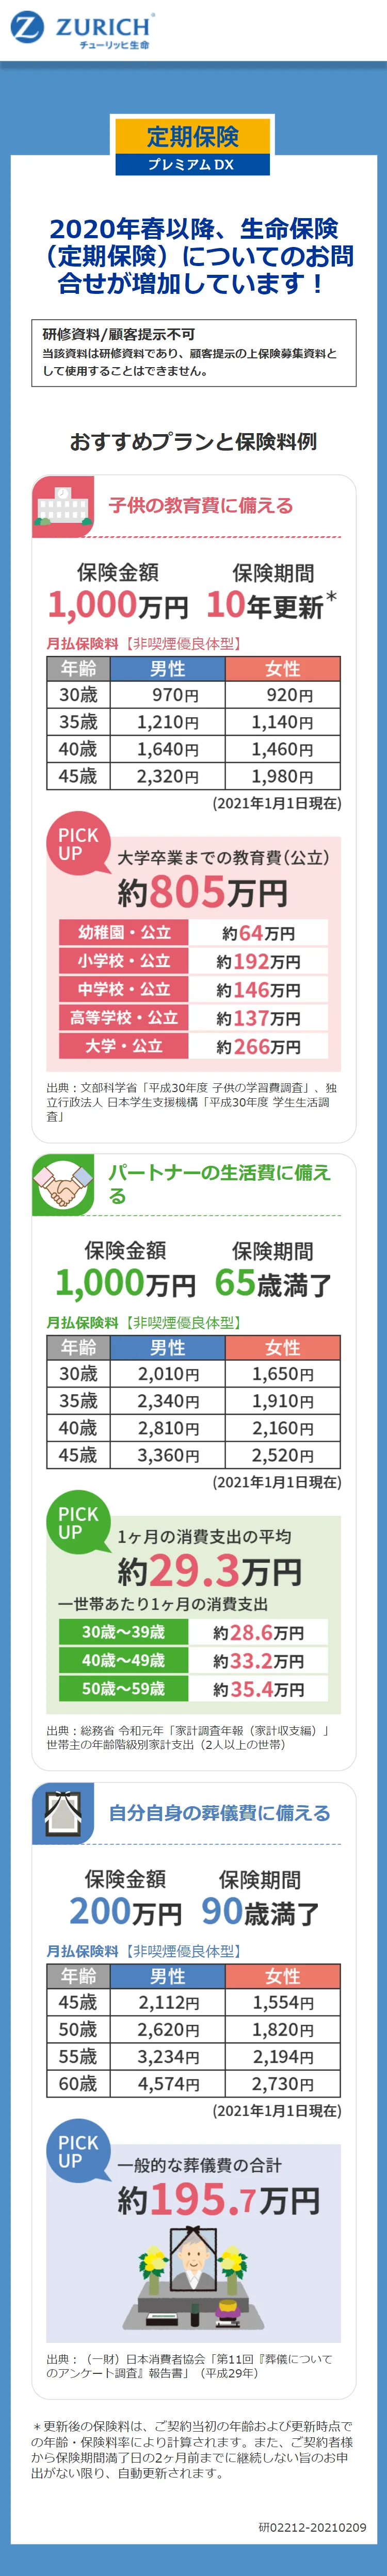 ZURICH®
チューリッヒ生命
定期保険
プレミアム DX
2020年春以降、生命保険
（定期保険）についてのお問
合せが増加しています！
研修資料/顧客提示不可
当該資料は研修資料であり、顧客提示の上保険募集資料と
して使用することはできません。
おすすめプランと保険料例
子供の教育費に備える
保険金額 保険期間
1,000万円 10年更新＊
月払保険料【非喫煙優良体型】
年齢 男性 女性
30歳 970円 920円
35歳 1,210円 1,140円
40歳 1,640円 1,460円
45歳 2,320円 1,980円
(2021年1月1日現在)
PICK
UP
大学卒業までの教育費（公立）
約805万円
幼稚園・公立 約64万円
小学校・公立 約192万円
中学校・公立 約146万円
高等学校・公立 約137万円
大学・公立 約266万円
出典：文部科学省「平成30年度 子供の学習費調査」、独
立行政法人 日本学生支援機構「平成30年度 学生生活調
査」
パートナーの生活費に備え
る
保険金額 保険期間
1,000万円 65歳満了
月払保険料【非喫煙優良体型】
年齢 男性 女性
30歳 2,010円 1,650円
35歳 2,340円 1,910円
40歳 2,810円 2,160円
45歳 3,360円 2,520円
(2021年1月1日現在)
PICK
UP
1ヶ月の消費支出の平均
約29.3万円
一世帯あたり1ヶ月の消費支出
30歳～39歳 約28.6万円
40歳～49歳 約33.2万円
50歳～59歳 約35.4万円
出典：総務省 令和元年「家計調査年報（家計収支編）」
世帯主の年齢階級別家計支出（2人以上の世帯）
自分自身の葬儀費に備える
保険金額 保険期間
200万円 90歳満了
月払保険料【非喫煙優良体型】
年齢 男性 女性
45歳 2,112円 1,554円
50歳 2,620円 1,820円
55歳 3,234円 2,194円
60歳 4,574円 2,730円
(2021年1月1日現在)
PICK
UP
一般的な葬儀費の合計
約195.7万円
出典：（一財）日本消費者協会「第11回『葬儀について
のアンケート調査』報告書」（平成29年）
＊更新後の保険料は、ご契約当初の年齢および更新時点で
の年齢・保険料率により計算されます。また、ご契約者様
から保険期間満了日の2ヶ月前までに継続しない旨のお申
出がない限り、自動更新されます。
研02212-20210209